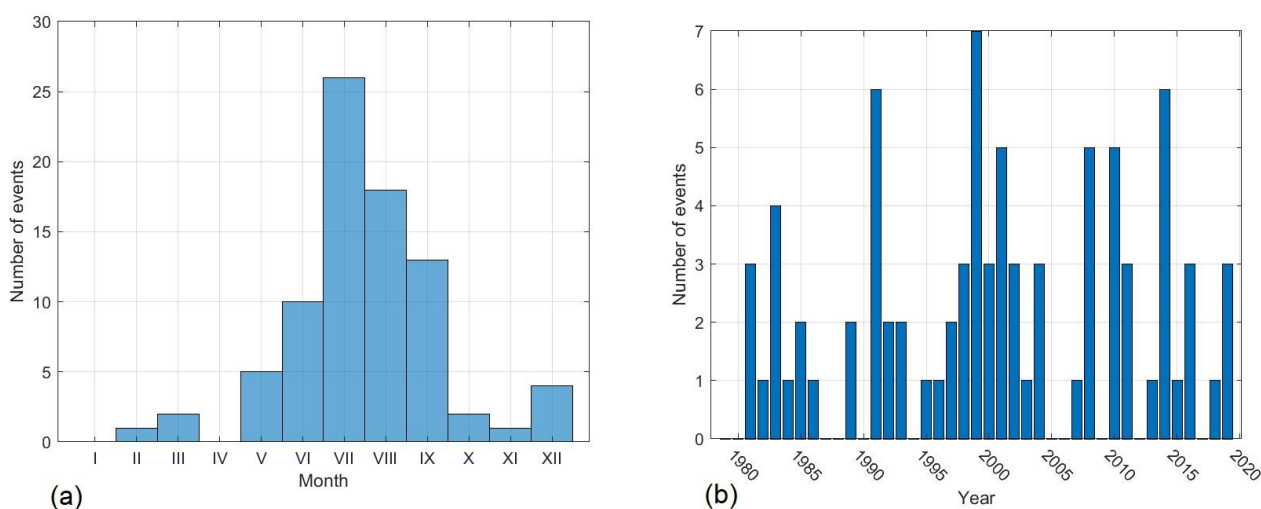 30
25
20
15
10
5
0
Number of events
I II III IV V VI VII VIII IX X XI XII
Month
(a)
7
6
5
4
3
2
1
0
Number of events
1980 1985 1990 1995 2000 2005 2010 2015 2020
Year
(b)